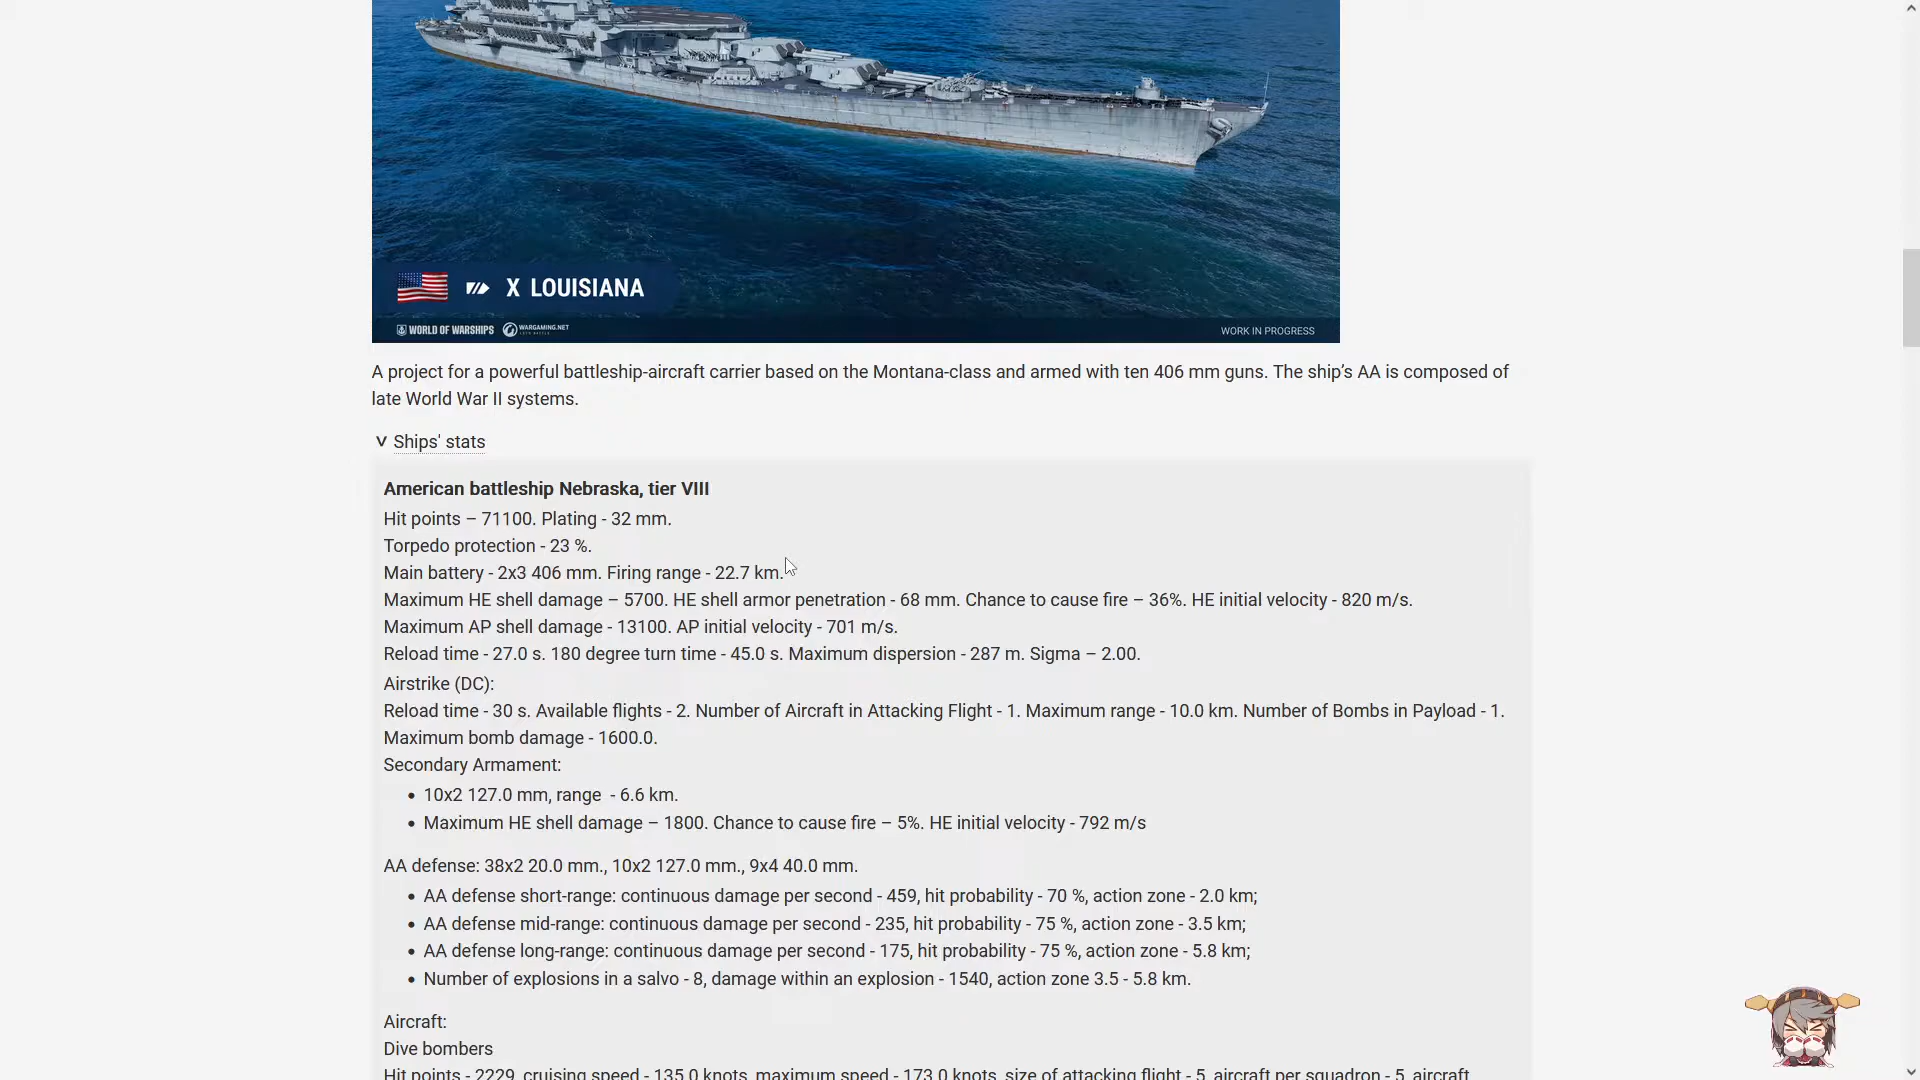 X LOUISIANA
WORLD OF WARSHIPS WARGAMING.NET
WORK IN PROGRESS
A project for a powerful battleship-aircraft carrier based on the Montana-class and armed with ten 406 mm guns. The ship’s AA is composed of
late World War II systems.
Ships' stats
American battleship Nebraska, tier VIII
Hit points – 71100. Plating - 32 mm.
Torpedo protection - 23 %.
Main battery - 2x3 406 mm. Firing range - 22.7 km.
Maximum HE shell damage – 5700. HE shell armor penetration - 68 mm. Chance to cause fire – 36%. HE initial velocity - 820 m/s.
Maximum AP shell damage - 13100. AP initial velocity - 701 m/s.
Reload time - 27.0 s. 180 degree turn time - 45.0 s. Maximum dispersion - 287 m. Sigma – 2.00.
Airstrike (DC):
Reload time - 30 s. Available flights - 2. Number of Aircraft in Attacking Flight - 1. Maximum range - 10.0 km. Number of Bombs in Payload - 1.
Maximum bomb damage - 1600.0.
Secondary Armament:
• 10x2 127.0 mm, range - 6.6 km.
• Maximum HE shell damage – 1800. Chance to cause fire – 5%. HE initial velocity - 792 m/s
AA defense: 38x2 20.0 mm., 10x2 127.0 mm., 9x4 40.0 mm.
• AA defense short-range: continuous damage per second - 459, hit probability - 70 %, action zone - 2.0 km;
• AA defense mid-range: continuous damage per second - 235, hit probability - 75 %, action zone - 3.5 km;
• AA defense long-range: continuous damage per second - 175, hit probability - 75 %, action zone - 5.8 km;
• Number of explosions in a salvo - 8, damage within an explosion - 1540, action zone 3.5 - 5.8 km.
Aircraft:
Dive bombers
Hit points - 2229, cruising speed - 135.0 knots, maximum speed - 173.0 knots, size of attacking flight - 5, aircraft per squadron - 5, aircraft